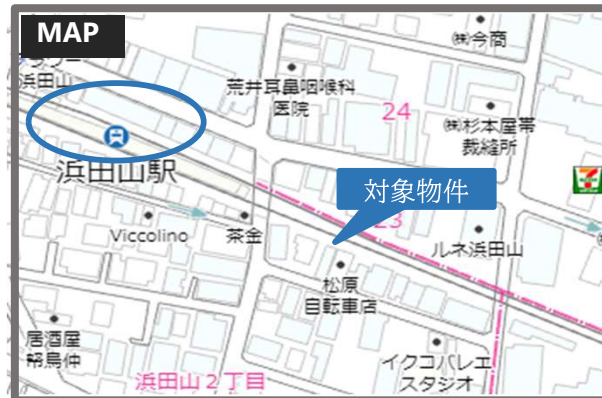 MAP
㈱今商
浜田山
荒井耳鼻咽喉科
医院
24
㈱杉本屋帯
裁縫所
浜田山駅
対象物件
23
Viccolino
茶金
ルネ浜田山
松原
自転車店
居酒屋
イクコバレエ
スタジオ
浜田山2丁目